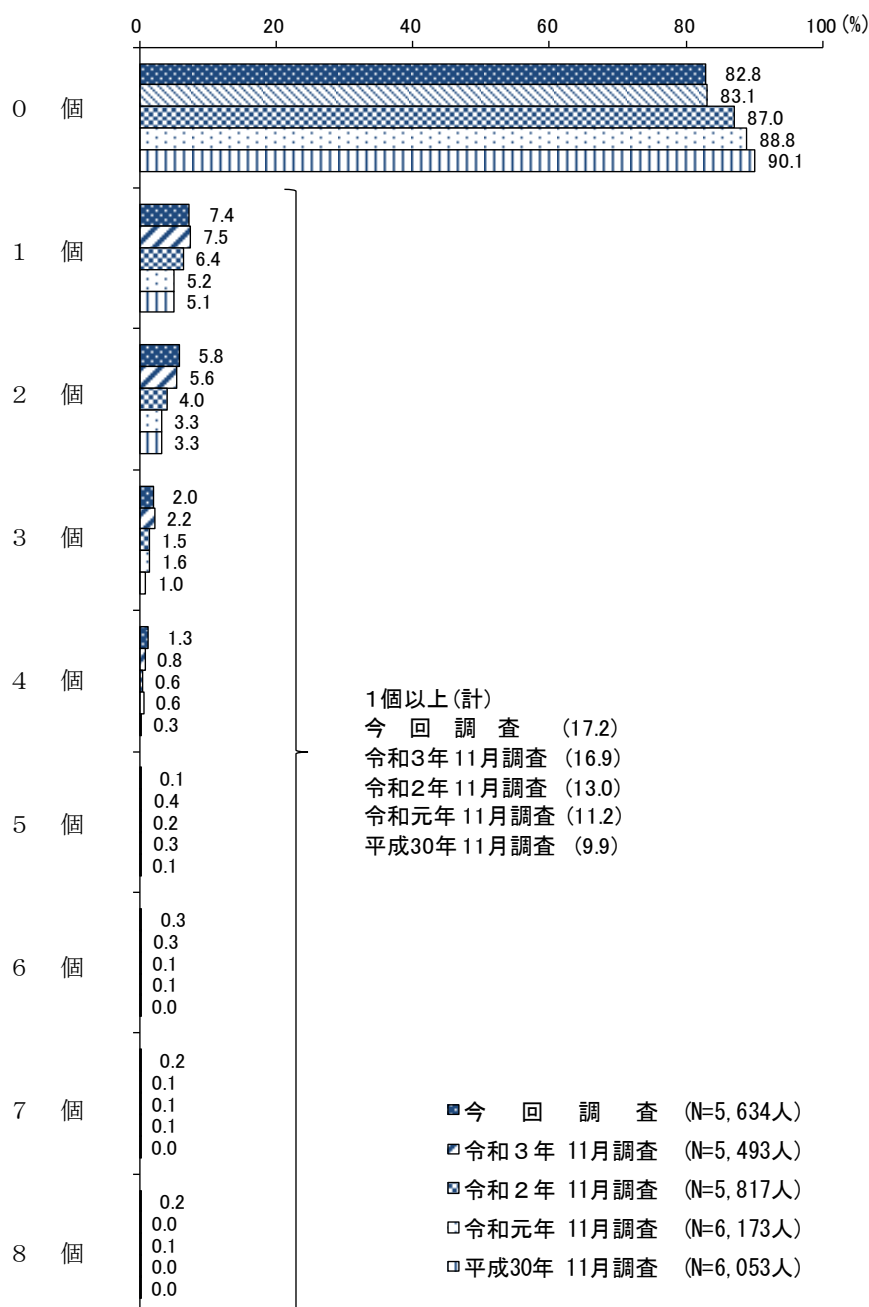 0 20 40 60 80 100 (%)
0 個
82.8
83.1
87.0
88.8
90.1
1 個
7.4
7.5
6.4
5.2
5.1
2 個
5.8
5.6
4.0
3.3
3.3
3 個
2.0
2.2
1.5
1.6
1.0
4 個
1.3
0.8
0.6
0.6
0.3
1個以上(計)
今 回 調 査 (17.2)
令和3年 11月調査 (16.9)
令和2年 11月調査 (13.0)
令和元年 11月調査 (11.2)
平成30年 11月調査 (9.9)
5 個
0.1
0.4
0.2
0.3
0.1
6 個
0.3
0.3
0.1
0.1
0.0
7 個
0.2
0.1
0.1
0.1
0.0
8 個
0.2
0.0
0.1
0.0
0.0
今 回 調 査 (N=5,634人)
令和3年 11月調査 (N=5,493人)
令和2年 11月調査 (N=5,817人)
令和元年 11月調査 (N=6,173人)
平成30年 11月調査 (N=6,053人)